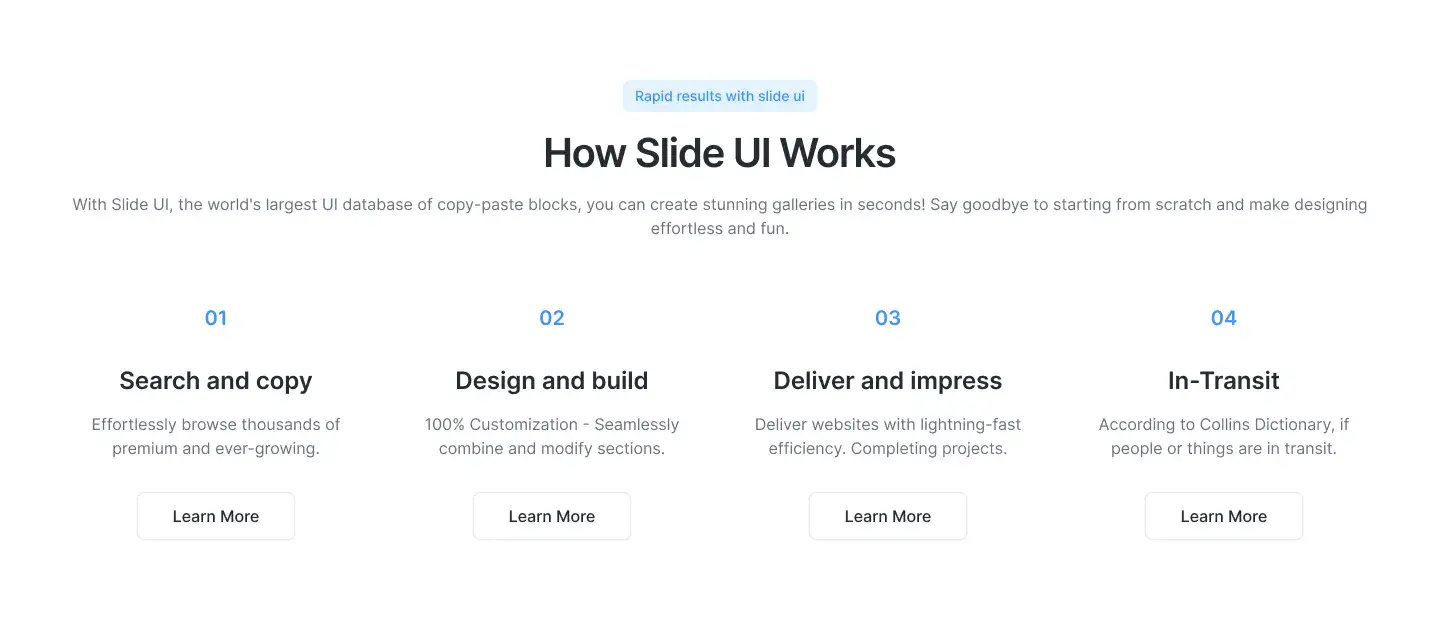 Rapid results with slide ui
How Slide UI Works
With Slide UI, the world's largest UI database of copy-paste blocks, you can create stunning galleries in seconds! Say goodbye to starting from scratch and make designing
effortless and fun.
01
Search and copy
Effortlessly browse thousands of
premium and ever-growing.
Learn More
02
Design and build
100% Customization - Seamlessly
combine and modify sections.
Learn More
03
Deliver and impress
Deliver websites with lightning-fast
efficiency. Completing projects.
Learn More
04
In-Transit
According to Collins Dictionary, if
people or things are in transit.
Learn More